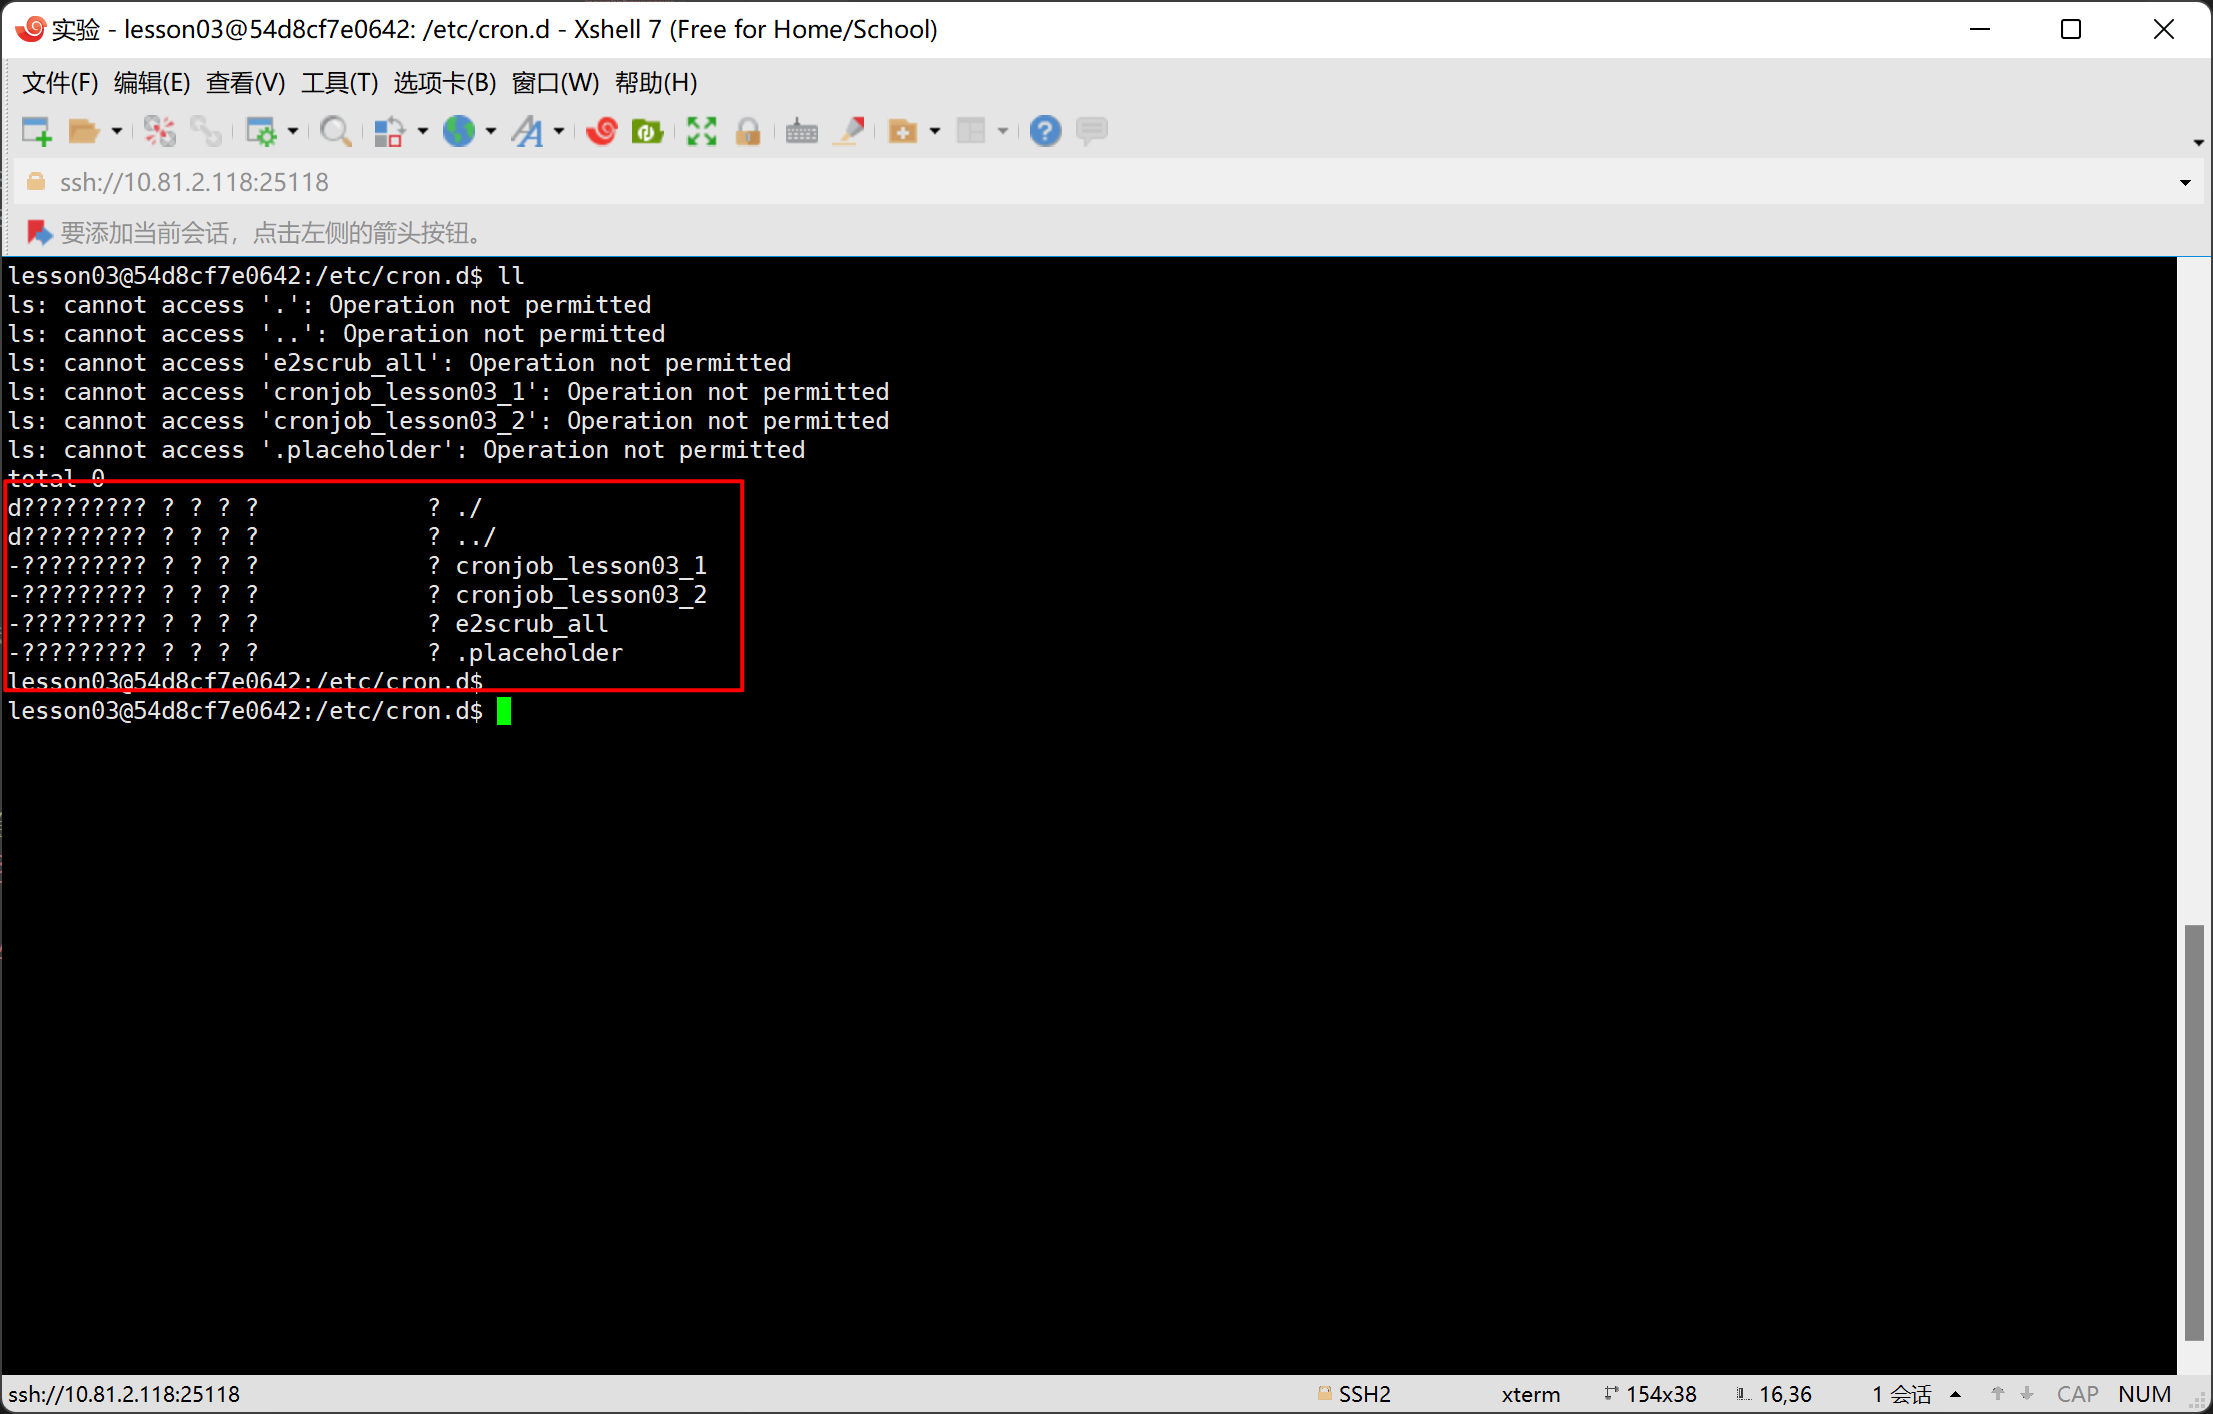 实验 - lesson03@54d8cf7e0642: /etc/cron.d - Xshell 7 (Free for Home/School)
文件(F) 编辑(E) 查看(V) 工具(T) 选项卡(B) 窗口(W) 帮助(H)
ssh://10.81.2.118:25118
要添加当前会话，点击左侧的箭头按钮。
lesson03@54d8cf7e0642:/etc/cron.d$ ll
ls: cannot access '.': Operation not permitted
ls: cannot access '..': Operation not permitted
ls: cannot access 'e2scrub_all': Operation not permitted
ls: cannot access 'cronjob_lesson03_1': Operation not permitted
ls: cannot access 'cronjob_lesson03_2': Operation not permitted
ls: cannot access '.placeholder': Operation not permitted
total 0
d????????? ? ? ? ?            ? ./
d????????? ? ? ? ?            ? ../
-????????? ? ? ? ?            ? cronjob_lesson03_1
-????????? ? ? ? ?            ? cronjob_lesson03_2
-????????? ? ? ? ?            ? e2scrub_all
-????????? ? ? ? ?            ? .placeholder
lesson03@54d8cf7e0642:/etc/cron.d$
lesson03@54d8cf7e0642:/etc/cron.d$
ssh://10.81.2.118:25118 SSH2 xterm 154x38 16,36 1 会话 CAP NUM